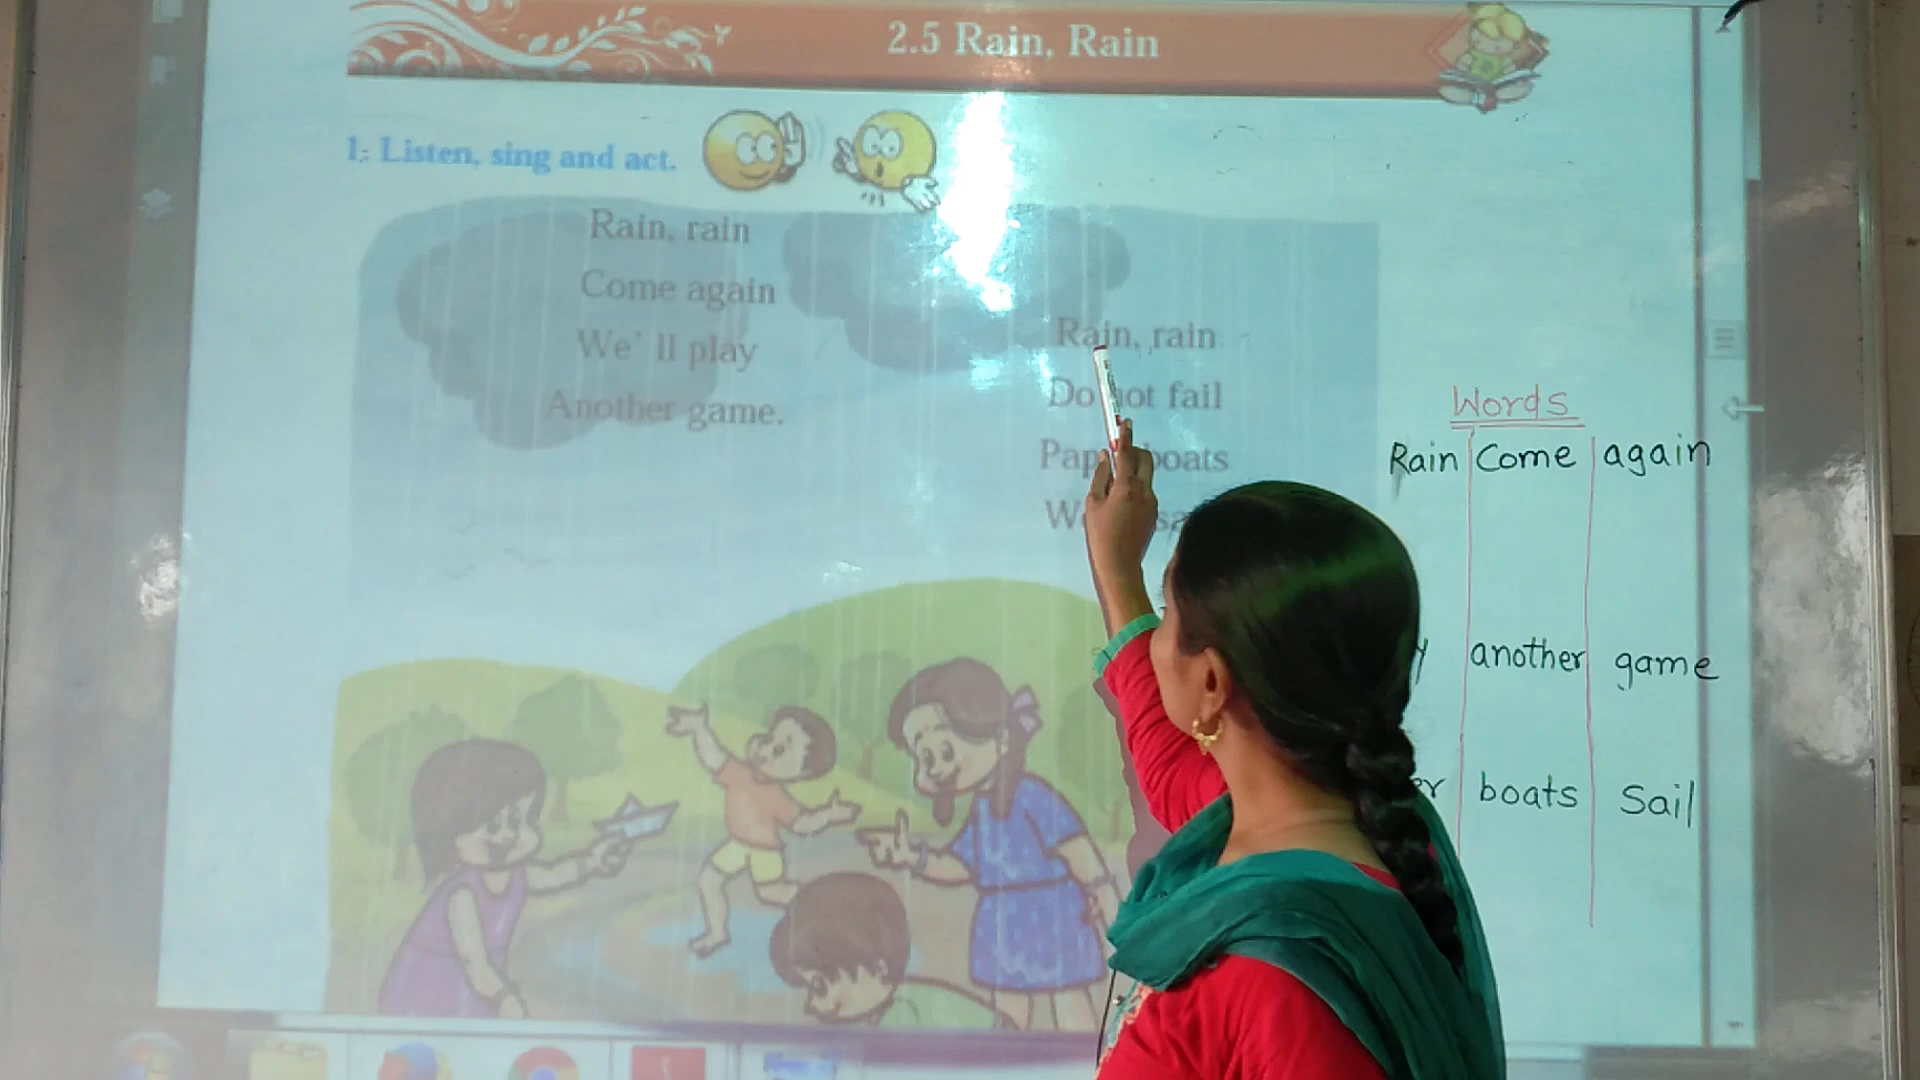 2.5 Rain, Rain
1. Listen, sing and act.
Rain, rain
Come again
We' ll play
Another game.
Rain, rain
Do not fail
boats
Words
Rain Come again
another game
boats Sail